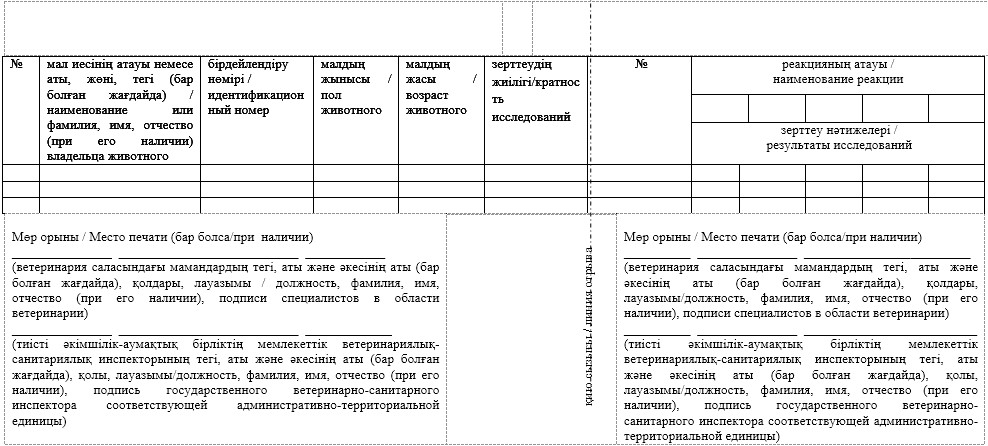 №
мал иесінің атауы немесе
аты, жөні, тегі (бар
болған жағдайда) /
наименование или
фамилия, имя, отчество
(при его наличии)
владельца животного
бірдейлендіру
нөмірі /
идентификацион
ный номер
малдың
жынысы /
пол
животного
малдың
жасы /
возраст
животного
зерттеудің
жиілігі/кратнос
ть
исследований
№
реакцияның атауы /
наименование реакции
зерттеу нәтижелері /
результаты исследований
Мөр орыны / Место печати (бар болса/при наличии)
(ветеринария саласындағы мамандардың тегі, аты және әкесінің аты (бар
болған жағдайда), қолдары, лауазымы / должность, фамилия, имя,
отчество (при его наличии), подписи специалистов в области
ветеринарии)
(тиісті әкімшілік-аумақтық бірліктің мемлекеттік ветеринариялық-
санитариялық инспекторының тегі, аты және әкесінің аты (бар болған
жағдайда), қолы, лауазымы/должность, фамилия, имя, отчество (при его
наличии), подпись государственного ветеринарно-санитарного
инспектора соответствующей административно-территориальной
единицы)
қию сызығы / линия отрыва
Мөр орыны / Место печати (бар болса/при наличии)
(ветеринария саласындағы мамандардың тегі, аты және
әкесінің аты (бар болған жағдайда), қолдары,
лауазымы/должность, фамилия, имя, отчество (при его
наличии), подписи специалистов в области ветеринарии)
(тиісті әкімшілік-аумақтық бірліктің мемлекеттік
ветеринариялық-санитариялық инспекторының тегі, аты
және әкесінің аты (бар болған жағдайда), қолы,
лауазымы/должность, фамилия, имя, отчество (при его
наличии), подпись государственного ветеринарно-
санитарного инспектора соответствующей административно-
территориальной единицы)